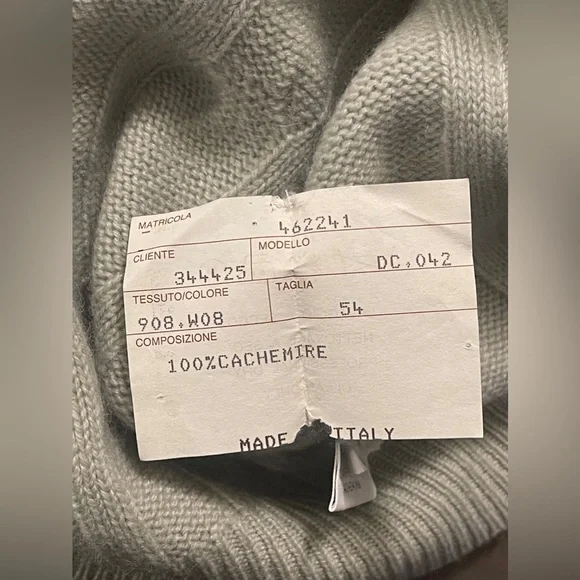 MATRICOLA 462241
CLIENTE MODELLO
344425 DC.042
TESSUTO/COLORE TAGLIA
908.W08 54
COMPOSIZIONE
100%CACHEMIRE
MADE ITALY